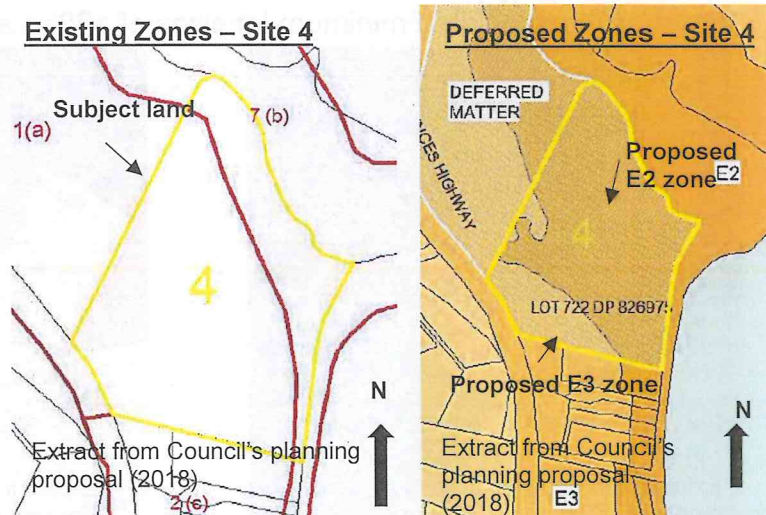 Existing Zones – Site 4
Subject land
1(a)
7 (b)
4
N
Extract from Council's planning
proposal (2018)
2 (c)
Proposed Zones – Site 4
DEFERRED
MATTER
NCES HIGHWAY
Proposed
E2 zone
E2
4
LOT 722 DP 826975
Proposed E3 zone
N
Extract from Council's
planning proposal
(2018)
E3